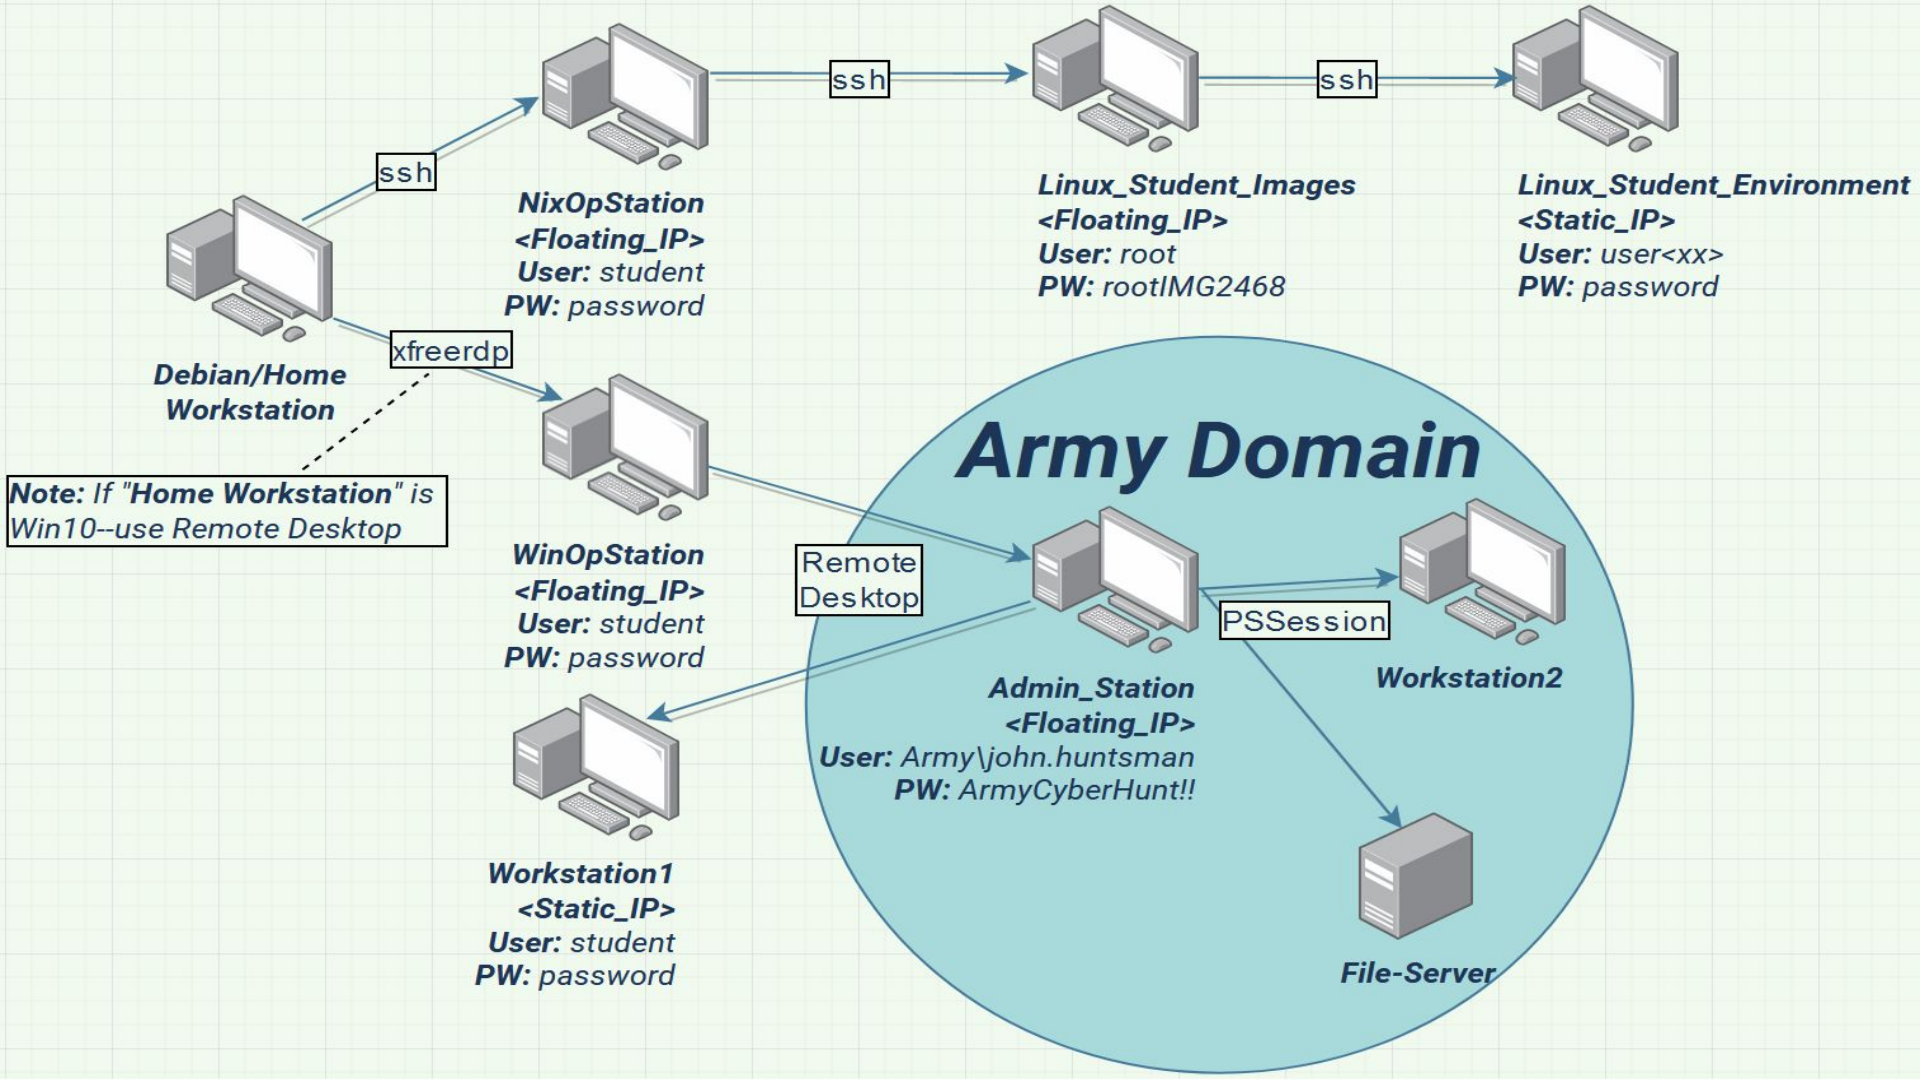 ssh
ssh
ssh
NixOpStation
<Floating_IP>
User: student
PW: password
Linux_Student_Images
<Floating_IP>
User: root
PW: rootIMG2468
Linux_Student_Environment
<Static_IP>
User: user<xx>
PW: password
xfreerdp
Debian/Home
Workstation
Note: If "Home Workstation" is
Win10--use Remote Desktop
WinOpStation
<Floating_IP>
User: student
PW: password
Army Domain
Remote
Desktop
PSSession
Admin_Station
<Floating_IP>
User: Army\john.huntsman
PW: ArmyCyberHunt!!
Workstation2
Workstation1
<Static_IP>
User: student
PW: password
File-Server